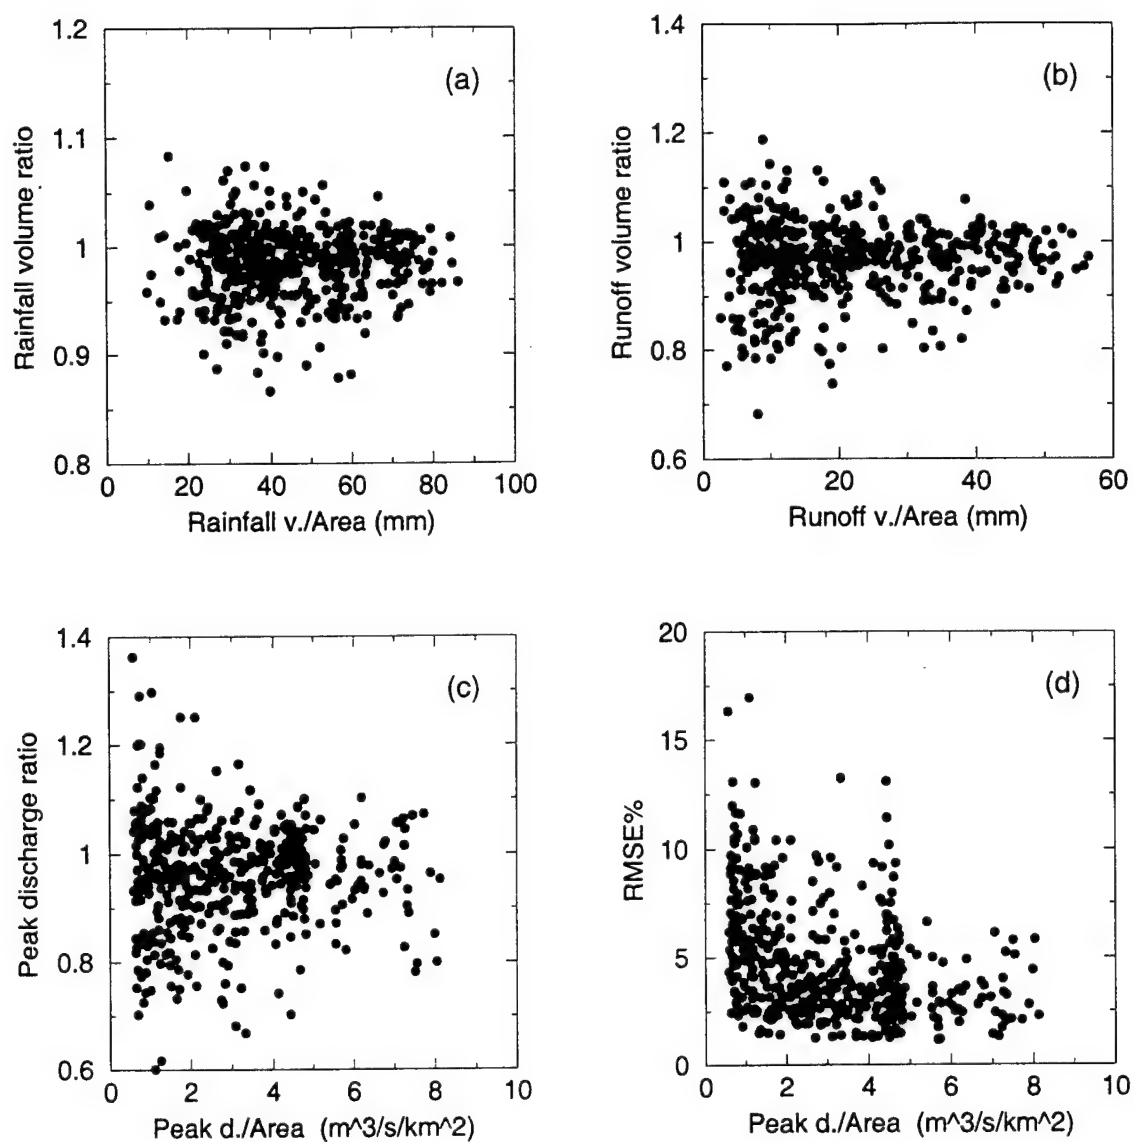 1.2
1.1
1
0.9
0.8
(a)
Rainfall volume ratio
0 20 40 60 80 100
Rainfall v./Area (mm)
1.4
1.2
1
0.8
0.6
(b)
Runoff volume ratio
0 20 40 60
Runoff v./Area (mm)
1.4
1.2
1
0.8
0.6
(c)
Peak discharge ratio
0 2 4 6 8 10
Peak d./Area (m^3/s/km^2)
20
15
10
5
0
(d)
RMSE%
0 2 4 6 8 10
Peak d./Area (m^3/s/km^2)